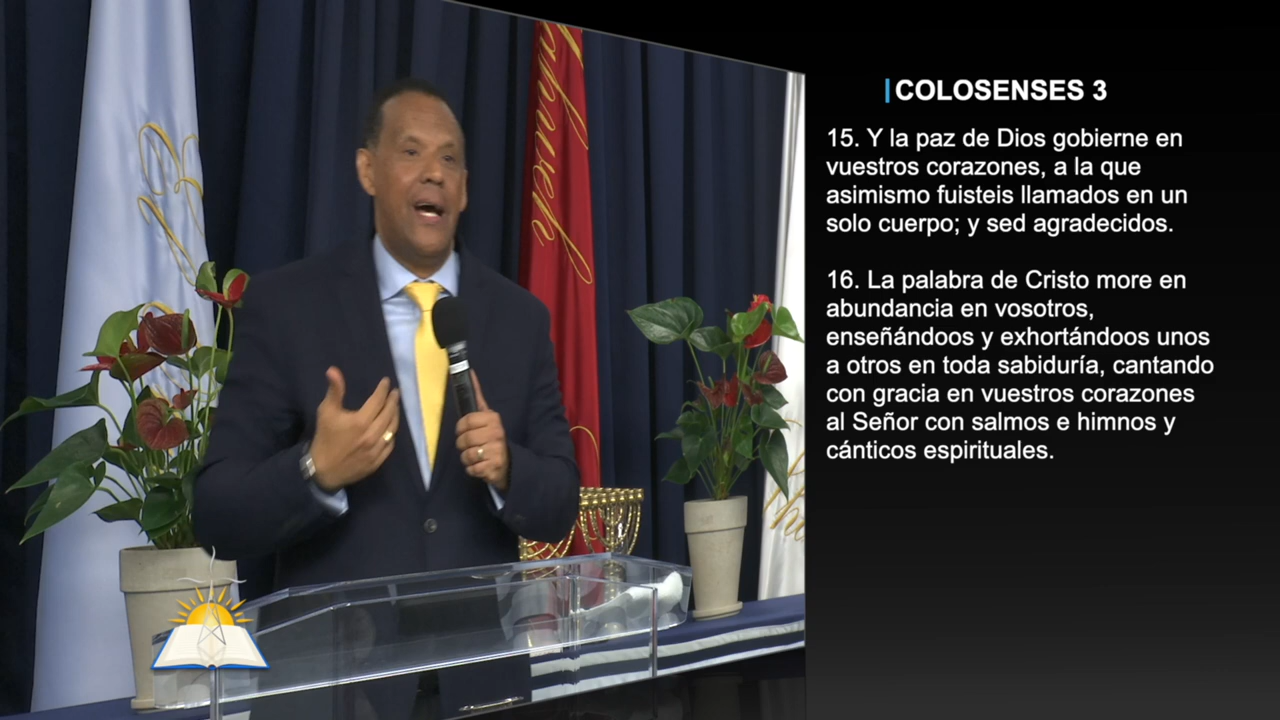 Yahweh
COLOSENSES 3
15. Y la paz de Dios gobierne en
vuestros corazones, a la que
asimismo fuisteis llamados en un
solo cuerpo; y sed agradecidos.
16. La palabra de Cristo more en
abundancia en vosotros,
enseñándoos y exhortándoos unos
a otros en toda sabiduría, cantando
con gracia en vuestros corazones
al Señor con salmos e himnos y
cánticos espirituales.